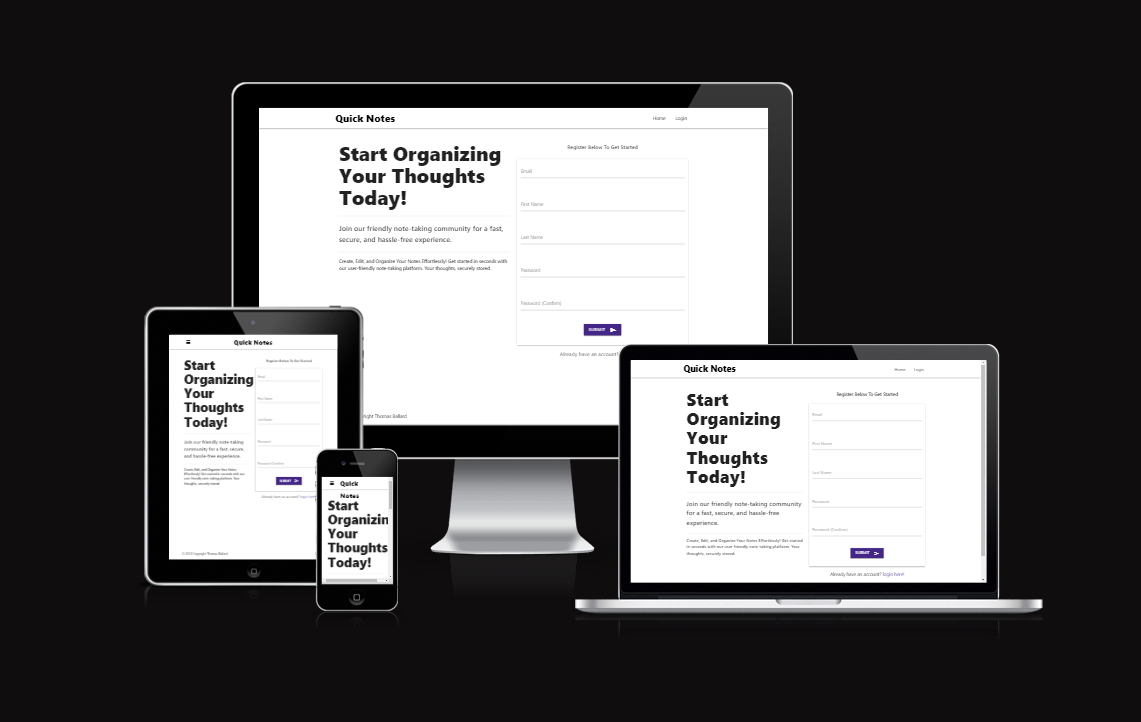 Quick Notes
Home Login
Start Organizing
Your Thoughts
Today!
Join our friendly note-taking community for a fast,
secure, and hassle-free experience.
Create, Edit, and Organize Your Notes Effortlessly! Get started in seconds with
our user-friendly note-taking platform. Your thoughts, securely stored.
Register Below To Get Started
Email
First Name
Last Name
Password
Password (Confirm)
SUBMIT
Already have an account?
right Thomas Ballard
Quick Notes
Start
Organizing
Your
Thoughts
Today!
Join our friendly note-taking
community for a fast, secure,
and hassle-free experience.
Create, Edit, and Organize Your Notes
Effortlessly! Get started in seconds with
our user-friendly note-taking platform. Your
thoughts, securely stored.
Register Below To Get Started
Email
First Name
Last Name
Password
Password (Confirm)
SUBMIT
Already have an account? login here!
Copyright Thomas Ballard
Quick
Notes
Start
Organizin
Your
Thoughts
Today!
Quick Notes
Home Login
Start
Organizing
Your
Thoughts
Today!
Join our friendly note-taking community
for a fast, secure, and hassle-free
experience.
Create, Edit, and Organize Your Notes Effortlessly! Get started
in seconds with our user-friendly note-taking platform. Your
thoughts, securely stored.
Register Below To Get Started
Email
First Name
Last Name
Password
Password (Confirm)
SUBMIT
Already have an account? login here!